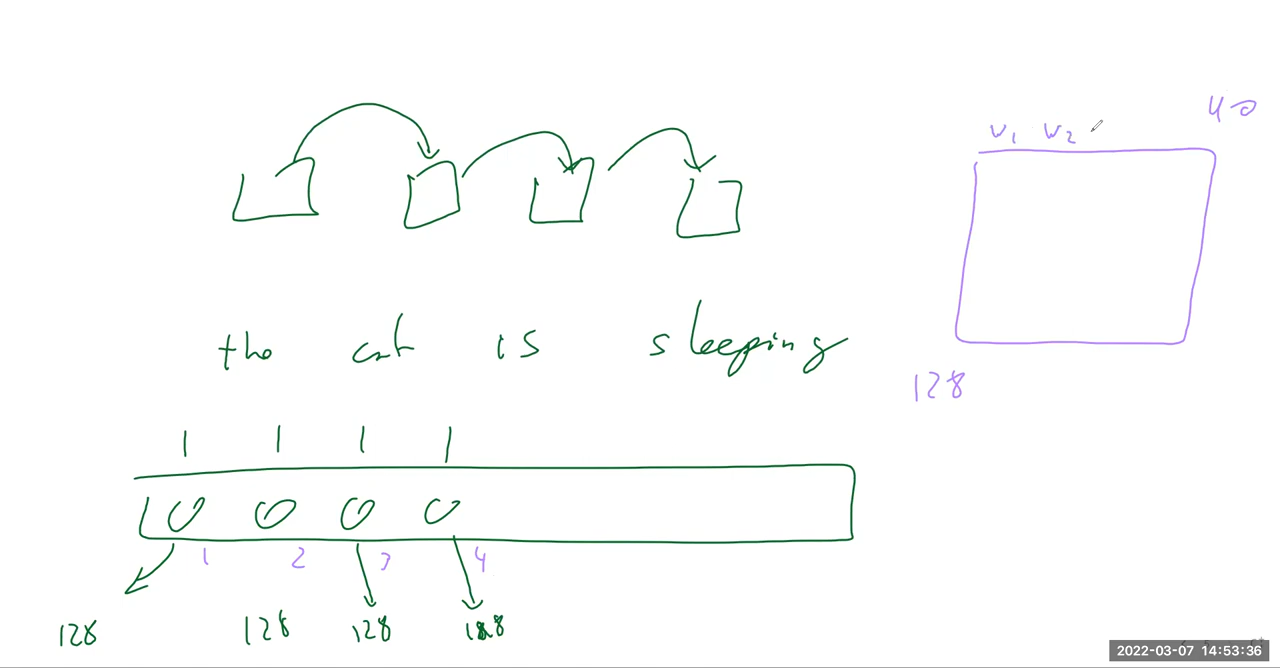 40
w1 w2
the cat is sleeping
128
1 1 1 1
1 2 3 4
128 128 128 128
2022-03-07 14:53:36